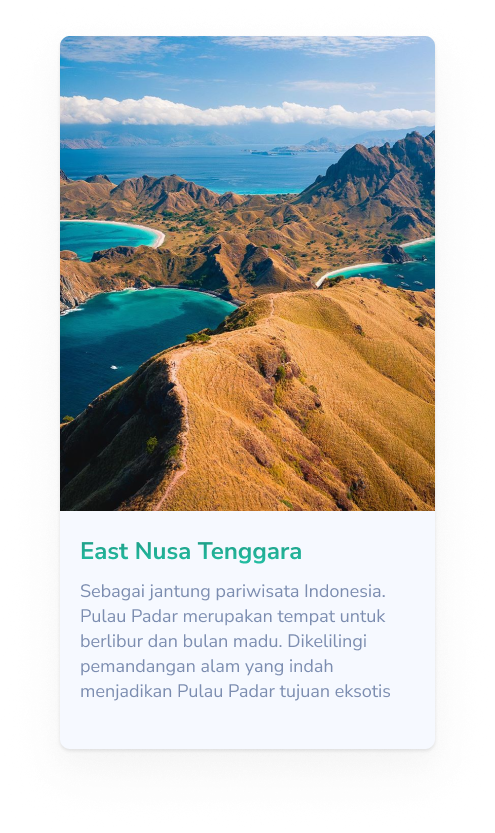 East Nusa Tenggara
Sebagai jantung pariwisata Indonesia.
Pulau Padar merupakan tempat untuk
berlibur dan bulan madu. Dikelilingi
pemandangan alam yang indah
menjadikan Pulau Padar tujuan eksotis